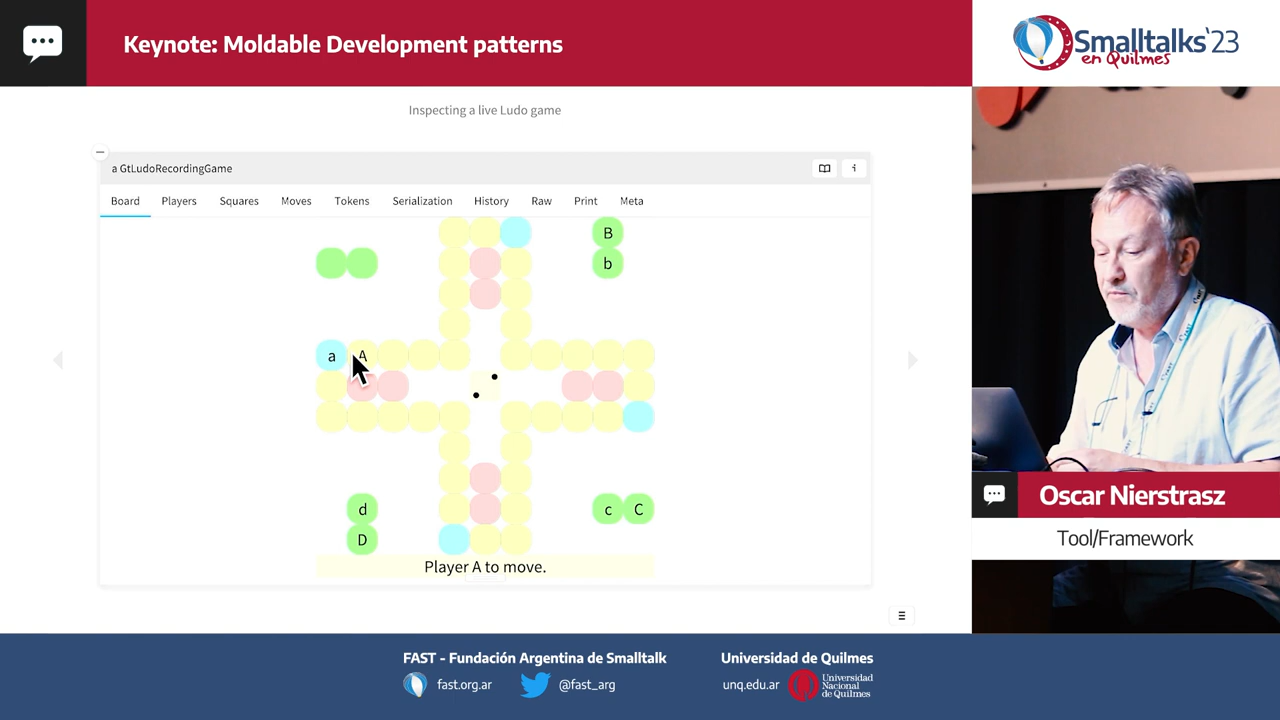 Keynote: Moldable Development patterns
Smalltalks'23
en Quilmes
Inspecting a live Ludo game
a GtLudoRecordingGame
i
Board Players Squares Moves Tokens Serialization History Raw Print Meta
B
b
a A
d c C
D
Player A to move.
Oscar Nierstrasz
Tool/Framework
FAST - Fundación Argentina de Smalltalk
fast.org.ar @fast_arg
Universidad de Quilmes
unq.edu.ar
Universidad
Nacional
de Quilmes